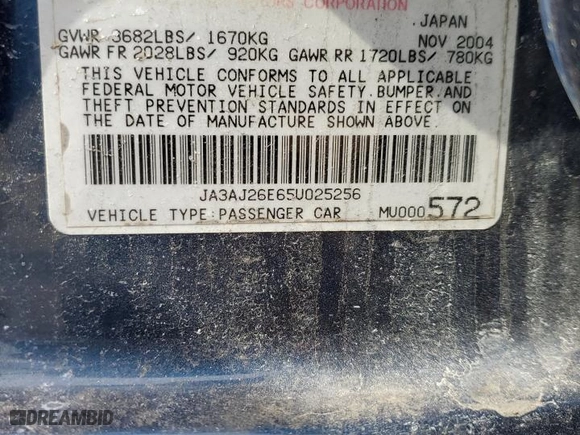 MOTORS CORPORATION
JAPAN
GVWR 3682LBS/ 1670KG NOV 2004
GAWR FR 2028LBS/ 920KG GAWR RR 1720LBS/ 780KG
THIS VEHICLE CONFORMS TO ALL APPLICABLE
FEDERAL MOTOR VEHICLE SAFETY, BUMPER, AND
THEFT PREVENTION STANDARDS IN EFFECT ON
THE DATE OF MANUFACTURE SHOWN ABOVE.
JA3AJ26E65U025256
VEHICLE TYPE:PASSENGER CAR MU000572
DREAMBID